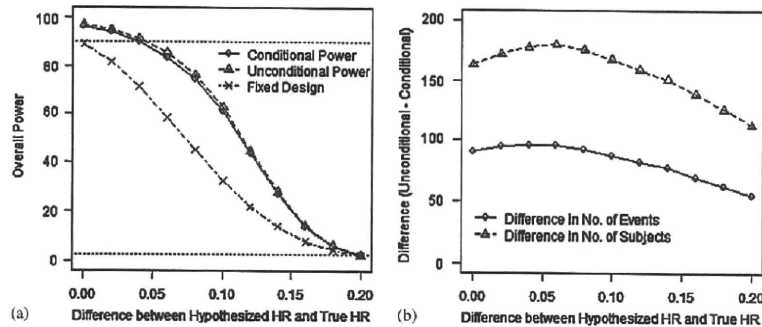 100
80
60
40
20
0
Overall Power
Conditional Power
Unconditional Power
Fixed Design
0.00 0.05 0.10 0.15 0.20
(a) Difference between Hypothesized HR and True HR
200
150
100
50
0
Difference (Unconditional - Conditional)
Difference in No. of Events
Difference in No. of Subjects
0.00 0.05 0.10 0.15 0.20
(b) Difference between Hypothesized HR and True HR